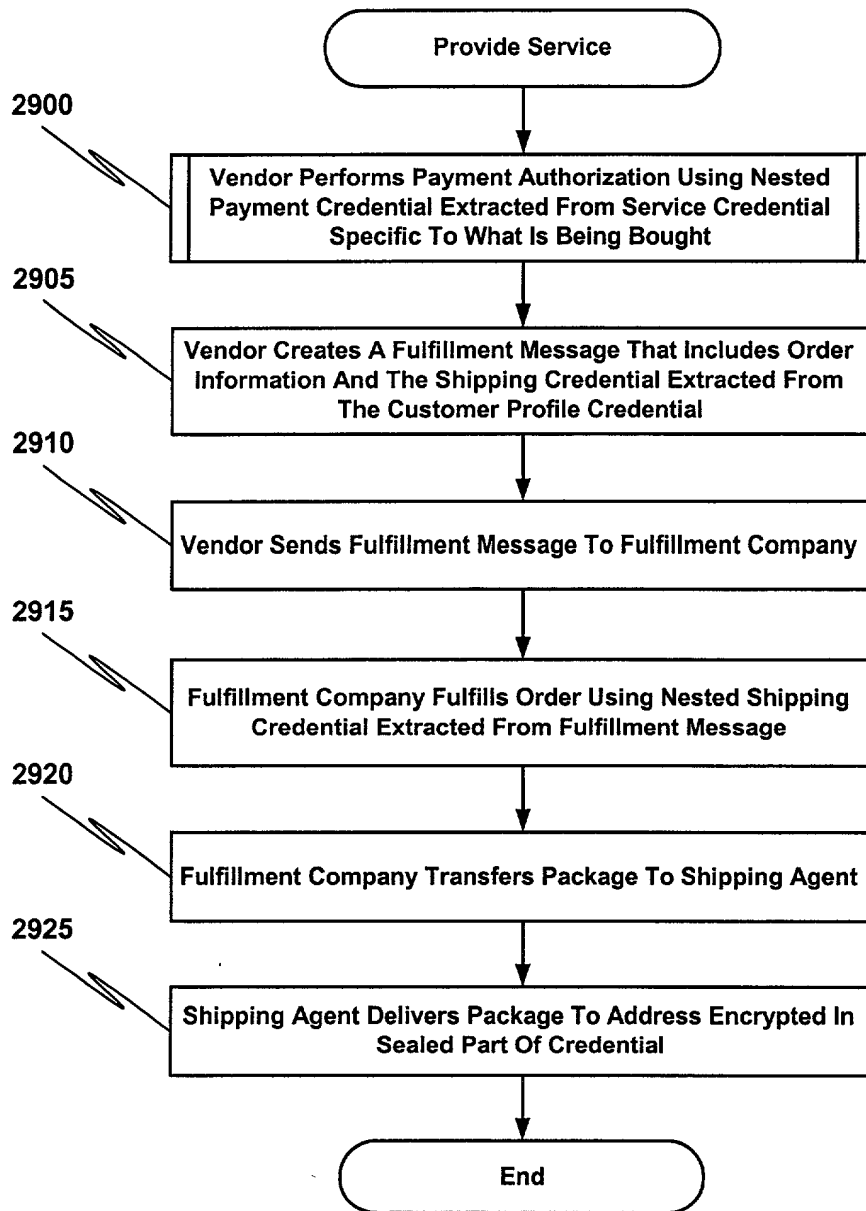 Provide Service
2900
Vendor Performs Payment Authorization Using Nested
Payment Credential Extracted From Service Credential
Specific To What Is Being Bought
2905
Vendor Creates A Fulfillment Message That Includes Order
Information And The Shipping Credential Extracted From
The Customer Profile Credential
2910
Vendor Sends Fulfillment Message To Fulfillment Company
2915
Fulfillment Company Fulfills Order Using Nested Shipping
Credential Extracted From Fulfillment Message
2920
Fulfillment Company Transfers Package To Shipping Agent
2925
Shipping Agent Delivers Package To Address Encrypted In
Sealed Part Of Credential
End